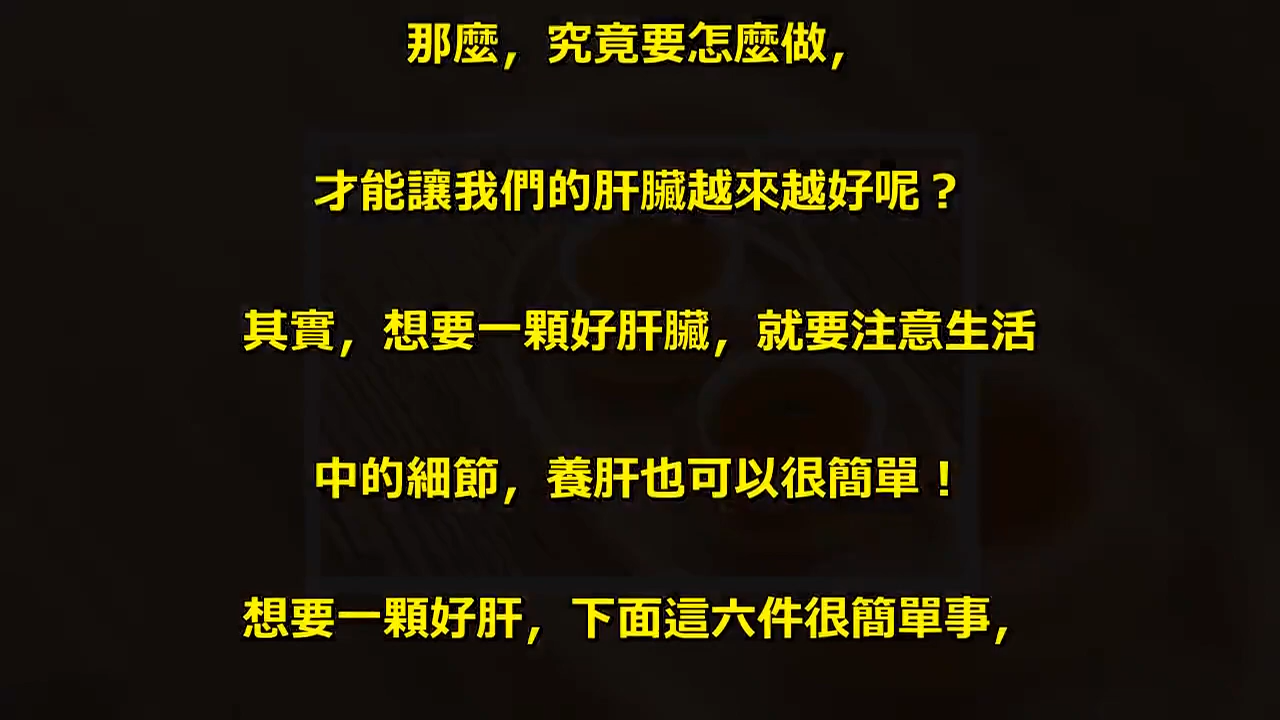 那麼，究竟要怎麼做，
才能讓我們的肝臟越來越好呢？
其實，想要一顆好肝臟，就要注意生活
中的細節，養肝也可以很簡單！
想要一顆好肝，下面這六件很簡單事，